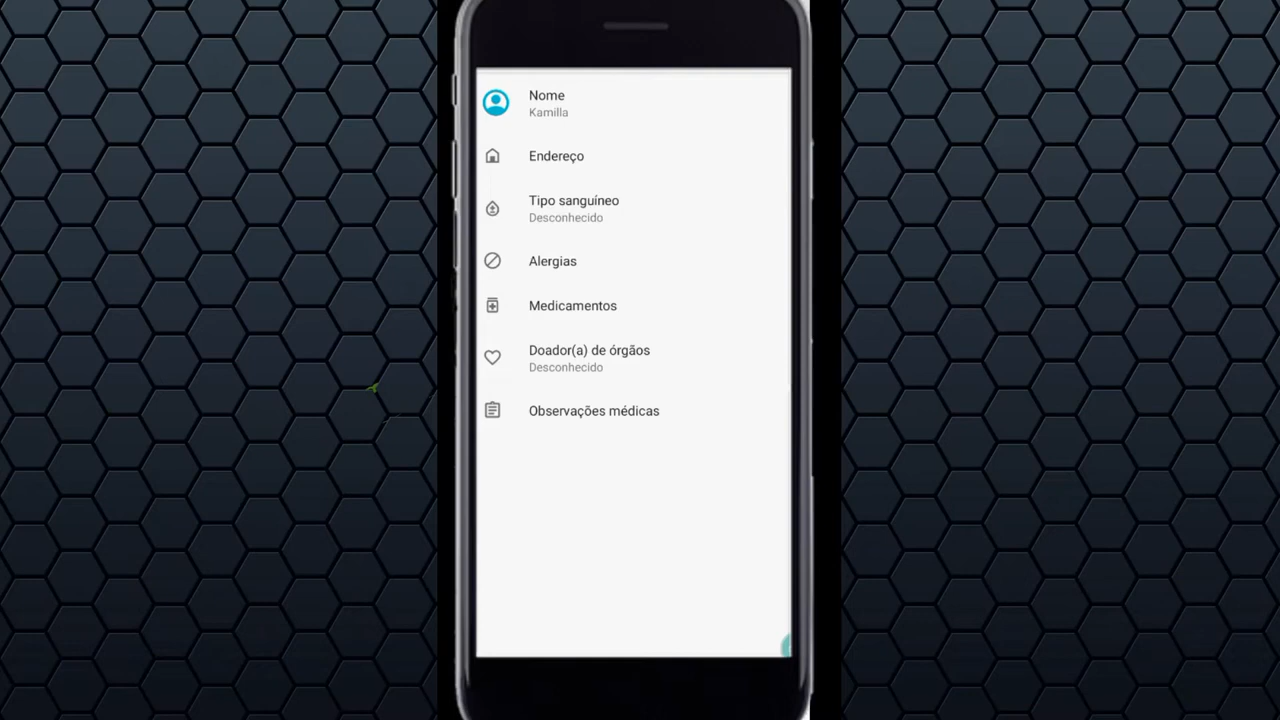 Nome
Kamilla
Endereço
Tipo sanguíneo
Desconhecido
Alergias
Medicamentos
Doador(a) de órgãos
Desconhecido
Observações médicas